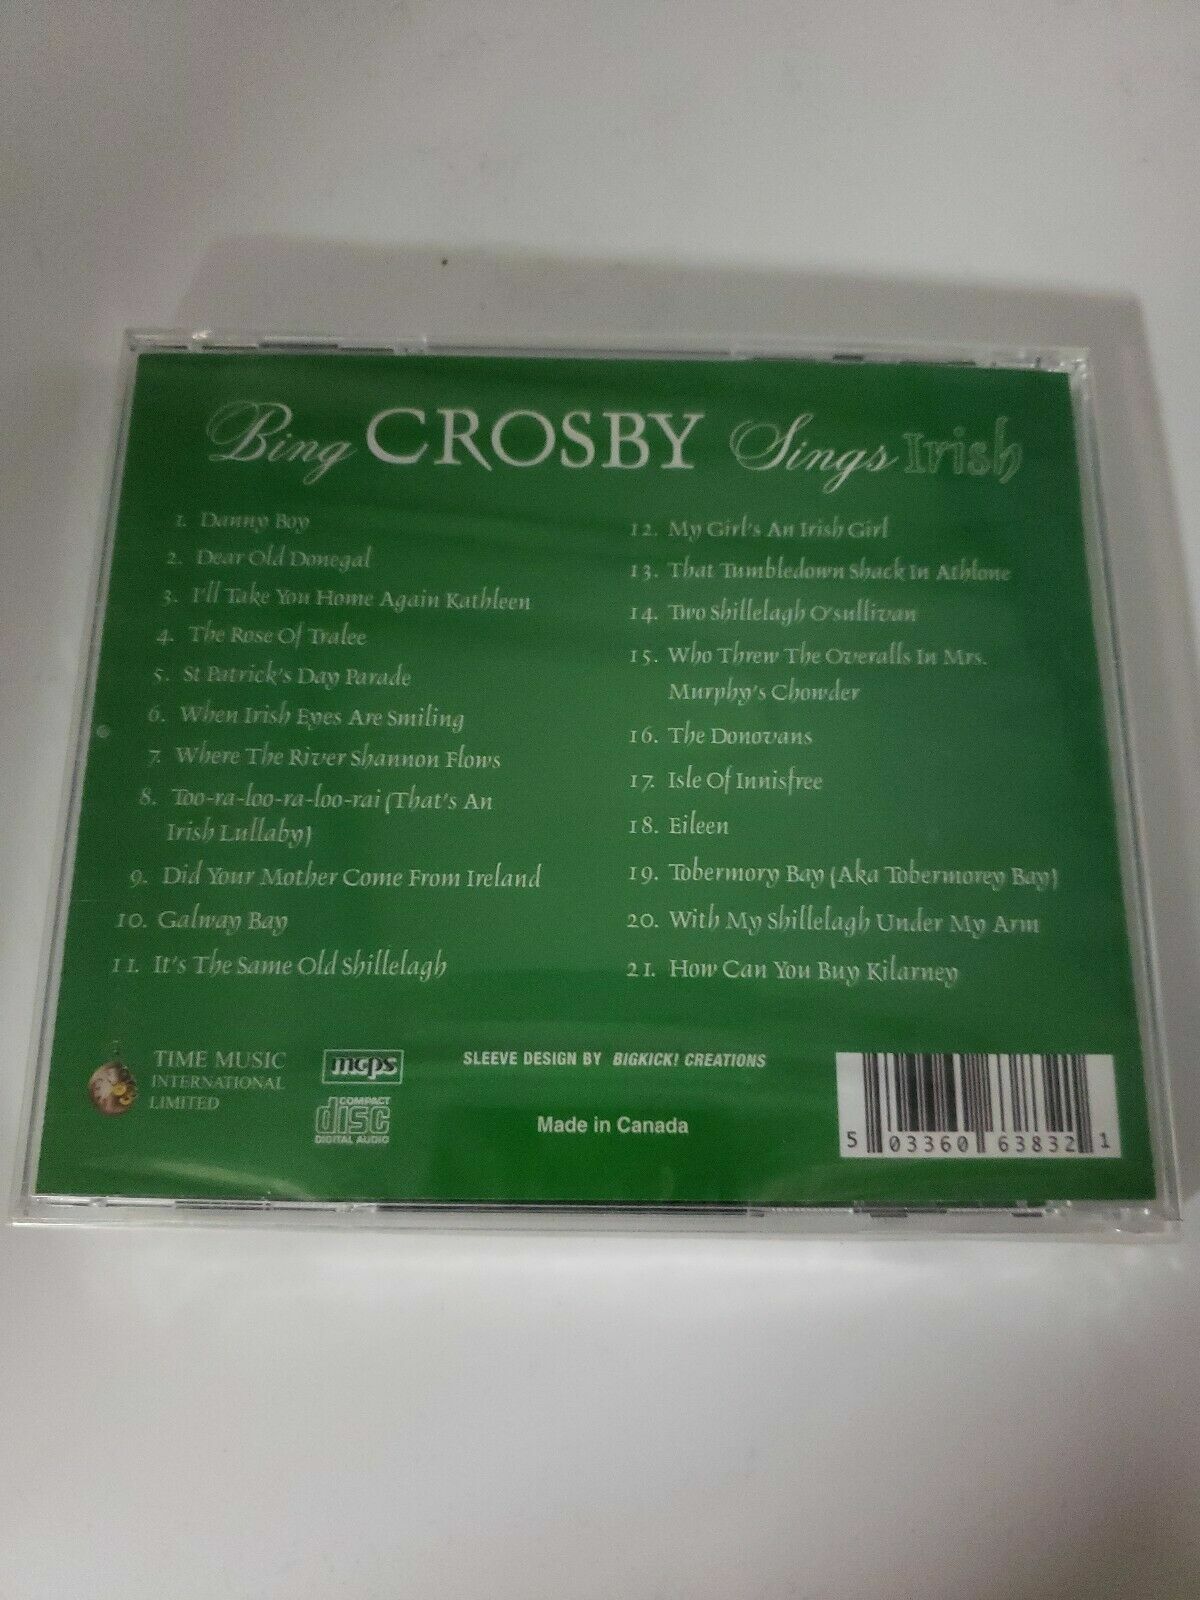 Bing CROSBY Sings Irish
1. Danny Boy
2. Dear Old Donegal
3. I'll Take You Home Again Kathleen
4. The Rose Of Tralee
5. St Patrick's Day Parade
6. When Irish Eyes Are Smiling
7. Where The River Shannon Flows
8. Too-ra-loo-ra-loo-rai (That's An
Irish Lullaby)
9. Did Your Mother Come From Ireland
10. Galway Bay
11. It's The Same Old Shillelagh
12. My Girl's An Irish Girl
13. That Tumbledown Shack In Athlone
14. Two Shillelagh O'sullivan
15. Who Threw The Overalls In Mrs.
Murphy's Chowder
16. The Donovans
17. Isle Of Innisfree
18. Eileen
19. Tobermory Bay (Aka Tobermorey Bay)
20. With My Shillelagh Under My Arm
21. How Can You Buy Kilarney
TIME MUSIC
INTERNATIONAL
LIMITED
mcps
COMPACT
disc
DIGITAL AUDIO
SLEEVE DESIGN BY BIGKICK! CREATIONS
Made in Canada
5 03360 63832 1